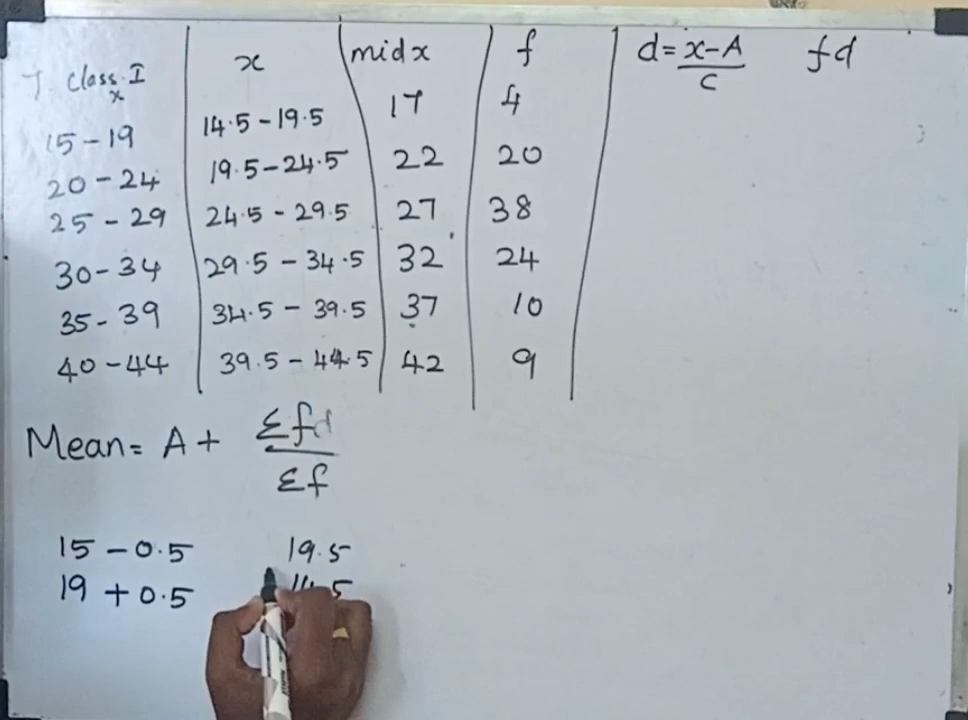 Class I x midx f d = x-A/C fd
x
15-19 14.5-19.5 17 4
20-24 19.5-24.5 22 20
25-29 24.5-29.5 27 38
30-34 29.5-34.5 32 24
35-39 34.5-39.5 37 10
40-44 39.5-44.5 42 9
Mean = A + Σfd/Σf
15-0.5 19.5
19+0.5 14.5